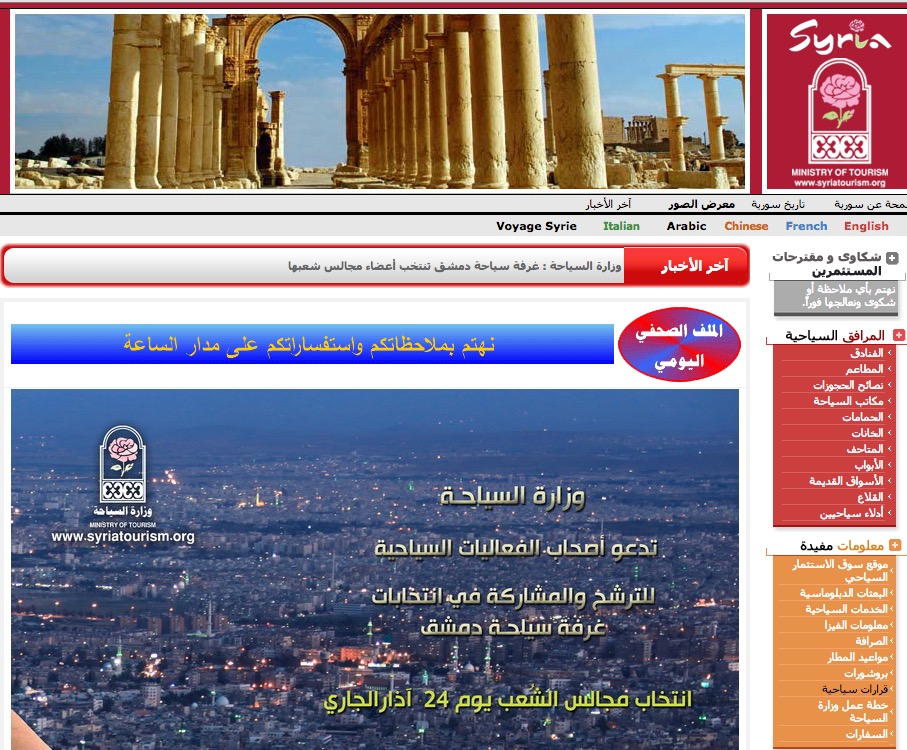 Syria
MINISTRY OF TOURISM
www.syriatourism.org
لمحة عن سورية
تاريخ سورية
معرض الصور
آخر الأخبار
English
French
Chinese
Arabic
Italian
Voyage Syrie
آخر الأخبار
وزارة السياحة : غرفة سياحة دمشق تنتخب أعضاء مجالس شعبها
الملف الصحفي
اليومي
نهتم بملاحظاتكم واستفساراتكم على مدار الساعة
وزارة السياحة
MINISTRY OF TOURISM
www.syriatourism.org
وزارة السياحة
تدعو أصحاب الفعاليات السياحية
للترشح والمشاركة في انتخابات
غرفة سياحة دمشق
انتخاب مجالس الشعب يوم 24 آذار الجاري
شكاوى و مقترحات
المستثمرين
نهتم بأي ملاحظة أو
شكوى ونعالجها فوراً.
المرافق السياحية
الفنادق
المطاعم
نصائح الحجوزات
مكاتب السياحة
الحمامات
الخانات
المتاحف
الأبواب
الأسواق القديمة
القلاع
أدلاء سياحيين
معلومات مفيدة
موقع سوق الاستثمار
السياحي
البعثات الدبلوماسية
الخدمات السياحية
معلومات الفيزا
الصرافة
مواعيد المطار
بروشورات
قرارات سياحية
خطة عمل وزارة
السياحة
السفارات